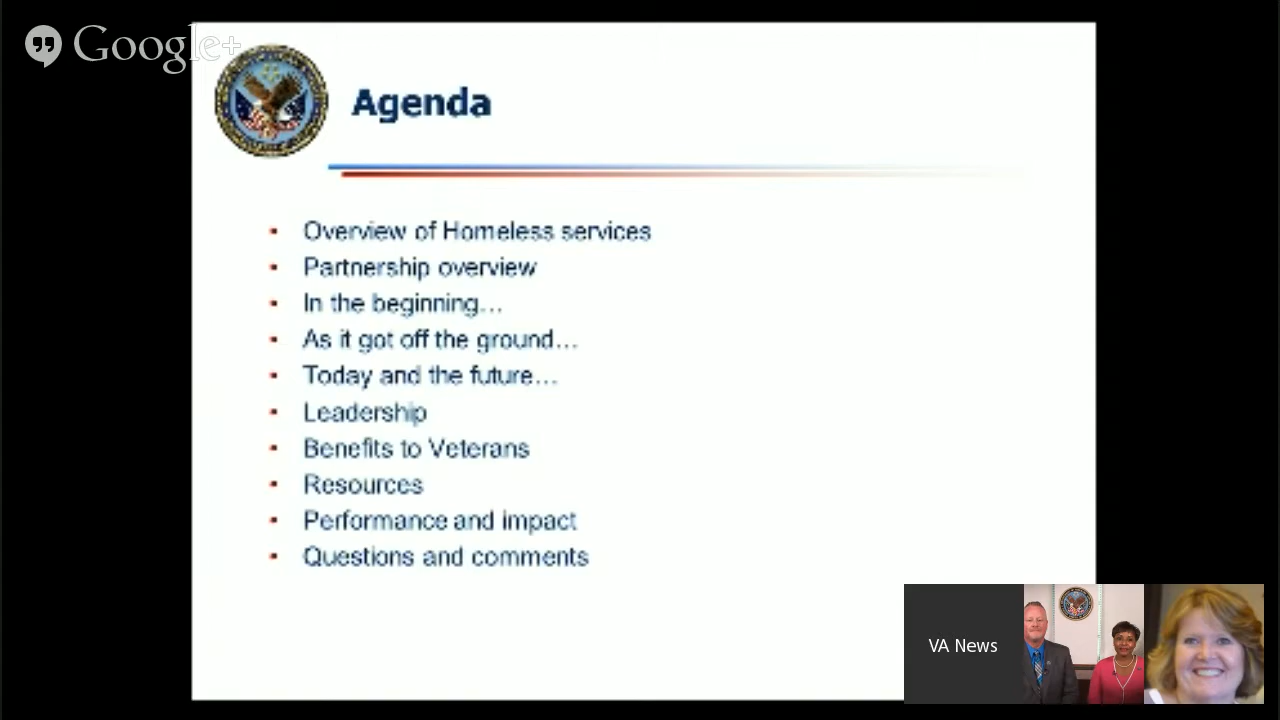 Google+
Agenda
Overview of Homeless services
Partnership overview
In the beginning…
As it got off the ground…
Today and the future…
Leadership
Benefits to Veterans
Resources
Performance and impact
Questions and comments
VA News